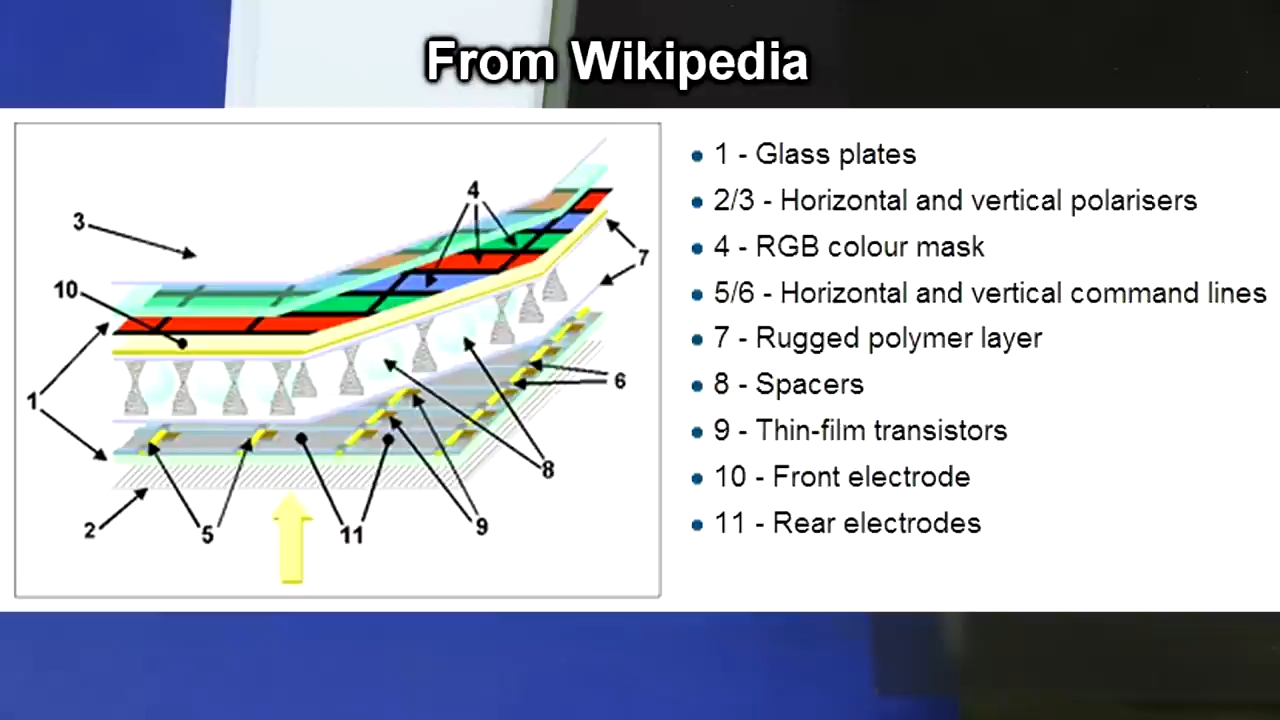 From Wikipedia
1 - Glass plates
2/3 - Horizontal and vertical polarisers
4 - RGB colour mask
5/6 - Horizontal and vertical command lines
7 - Rugged polymer layer
8 - Spacers
9 - Thin-film transistors
10 - Front electrode
11 - Rear electrodes
4
3
7
10
1
6
8
2
5
11
9